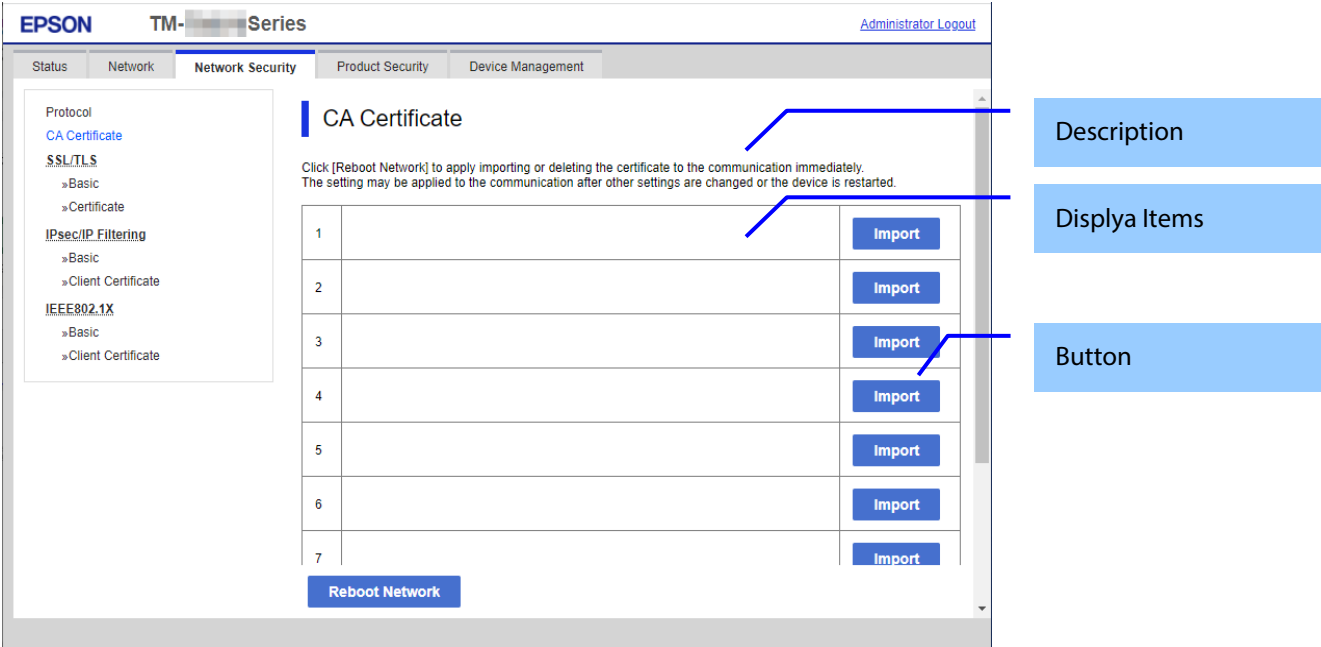 EPSON TM- Series Administrator Logout
Status Network Network Security Product Security Device Management
Protocol
CA Certificate
SSL/TLS
»Basic
»Certificate
IPsec/IP Filtering
»Basic
»Client Certificate
IEEE802.1X
»Basic
»Client Certificate
CA Certificate
Click [Reboot Network] to apply importing or deleting the certificate to the communication immediately.
The setting may be applied to the communication after other settings are changed or the device is restarted.
1 Import
2 Import
3 Import
4 Import
5 Import
6 Import
7 Import
Reboot Network
Description
Displya Items
Button